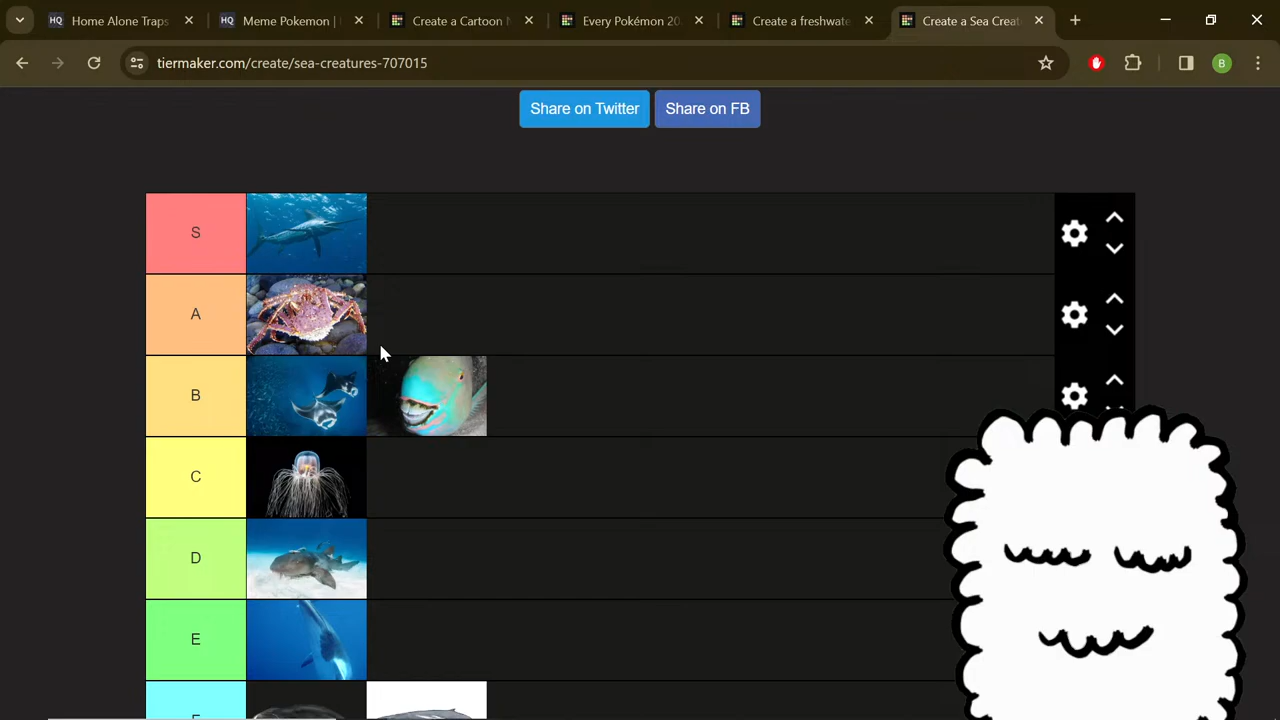 Home Alone Traps
HQ Meme Pokemon |
Create a Cartoon N
Every Pokémon 20
Create a freshwate
Create a Sea Creat
tiermaker.com/create/sea-creatures-707015
B
Share on Twitter
Share on FB
S
A
B
C
D
E